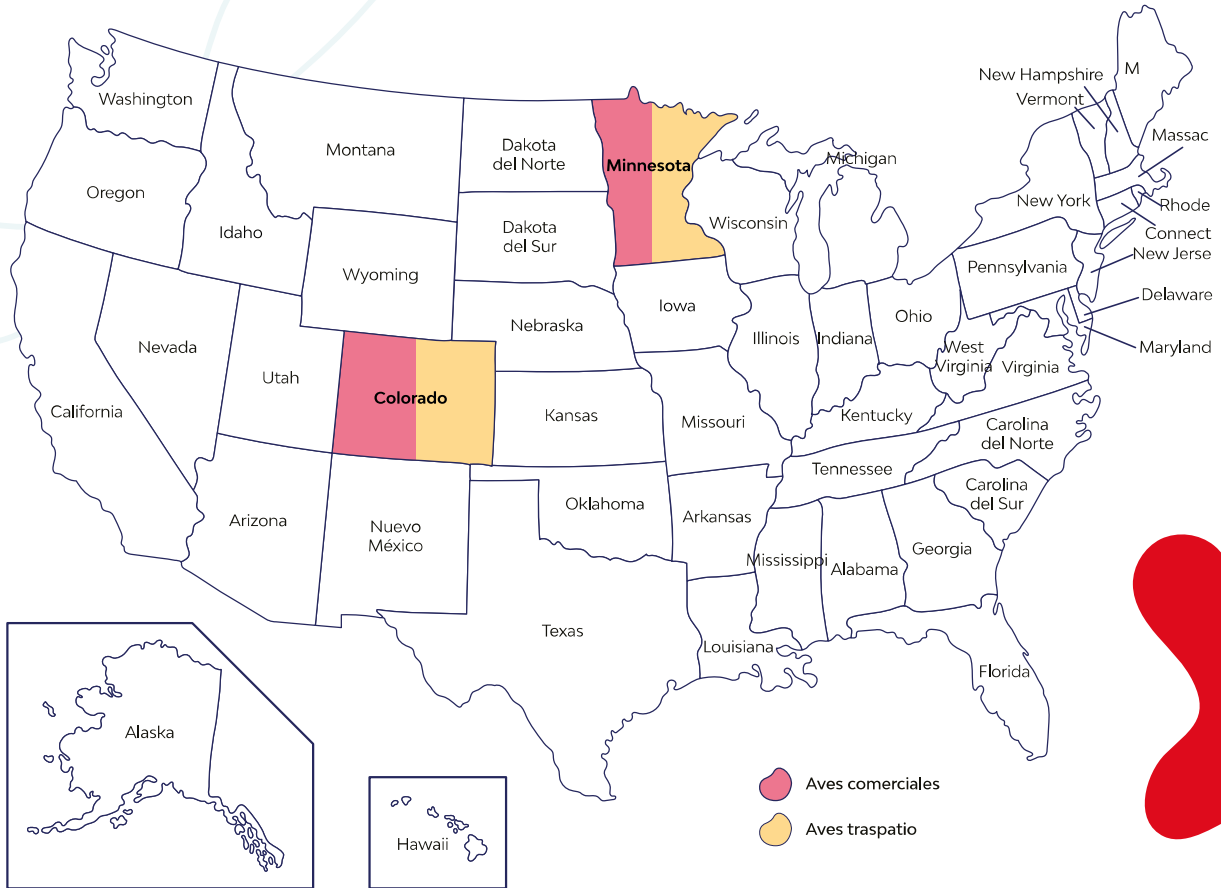 Washington
Oregon
Idaho
Montana
Wyoming
Dakota
del Norte
Dakota
del Sur
Minnesota
Wisconsin
Michigan
New Hampshire
Vermont
M
Massac
New York
Rhode
Connect
New Jerse
Pennsylvania
Delaware
Maryland
California
Nevada
Utah
Colorado
Nebraska
Iowa
Illinois
Indiana
Ohio
West
Virginia
Virginia
Kansas
Missouri
Kentucky
Carolina
del Norte
Tennessee
Carolina
del Sur
Arizona
Nuevo
México
Oklahoma
Arkansas
Mississippi
Alabama
Georgia
Texas
Louisiana
Florida
Alaska
Hawaii
Aves comerciales
Aves traspatio